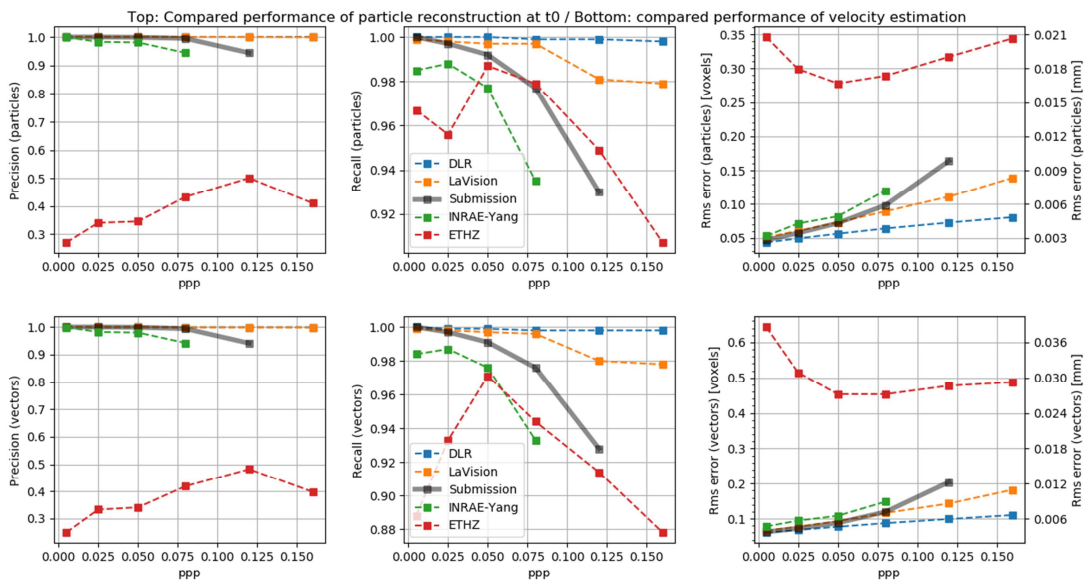 Top: Compared performance of particle reconstruction at t0 / Bottom: compared performance of velocity estimation
Precision (particles)
1.0
0.9
0.8
0.7
0.6
0.5
0.4
0.3
0.000 0.025 0.050 0.075 0.100 0.125 0.150
ppp
Recall (particles)
1.00
0.98
0.96
0.94
0.92
DLR
LaVision
Submission
INRAE-Yang
ETHZ
0.000 0.025 0.050 0.075 0.100 0.125 0.150
ppp
Rms error (particles) [voxels]
0.35
0.30
0.25
0.20
0.15
0.10
0.05
0.021
0.018
0.015
0.012
0.009
0.006
0.003
Rms error (particles) [mm]
0.000 0.025 0.050 0.075 0.100 0.125 0.150
ppp
Precision (vectors)
1.0
0.9
0.8
0.7
0.6
0.5
0.4
0.3
0.000 0.025 0.050 0.075 0.100 0.125 0.150
ppp
Recall (vectors)
1.00
0.98
0.96
0.94
0.92
0.90
0.88
DLR
LaVision
Submission
INRAE-Yang
ETHZ
0.000 0.025 0.050 0.075 0.100 0.125 0.150
ppp
Rms error (vectors) [voxels]
0.6
0.5
0.4
0.3
0.2
0.1
0.036
0.030
0.024
0.018
0.012
0.006
Rms error (vectors) [mm]
0.000 0.025 0.050 0.075 0.100 0.125 0.150
ppp